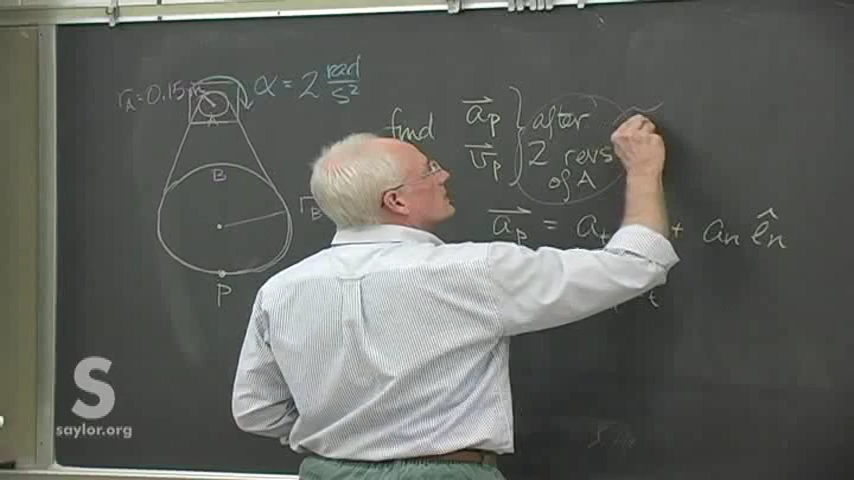 r_A = 0.15 m
α = 2 rad/s²
A
B
r_B
P
find
a⃗_P
v⃗_P
} after
2 revs
of A
a⃗_P = a_t + a_n ê_n
t
S
saylor.org